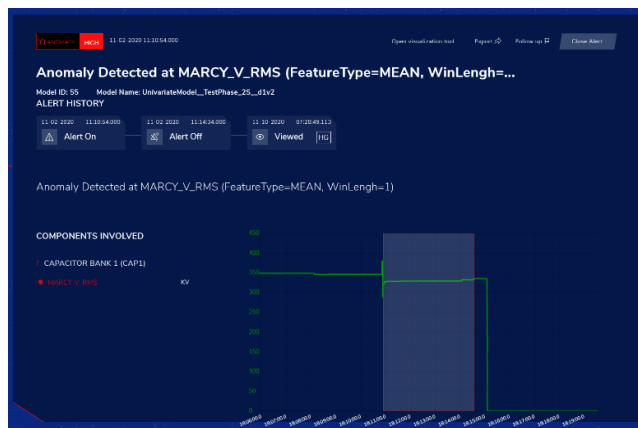 ANOMALY HIGH 11 02 2020 11:10:54.000 Open visualization tool Export Follow up Close Alert
Anomaly Detected at MARCY_V_RMS (FeatureType=MEAN, WinLengh=...
Model ID: 55 Model Name: UnivariateModel__TestPhase_2S__d1v2
ALERT HISTORY
11 02 2020 11:10:54.000 11 02 2020 11:14:34.000 11 10 2020 07:28:49.113
Alert On Alert Off Viewed HG
Anomaly Detected at MARCY_V_RMS (FeatureType=MEAN, WinLengh=1)
COMPONENTS INVOLVED
/ CAPACITOR BANK 1 (CAP1)
MARCY_V_RMS KV
450
400
350
300
250
200
150
100
50
0